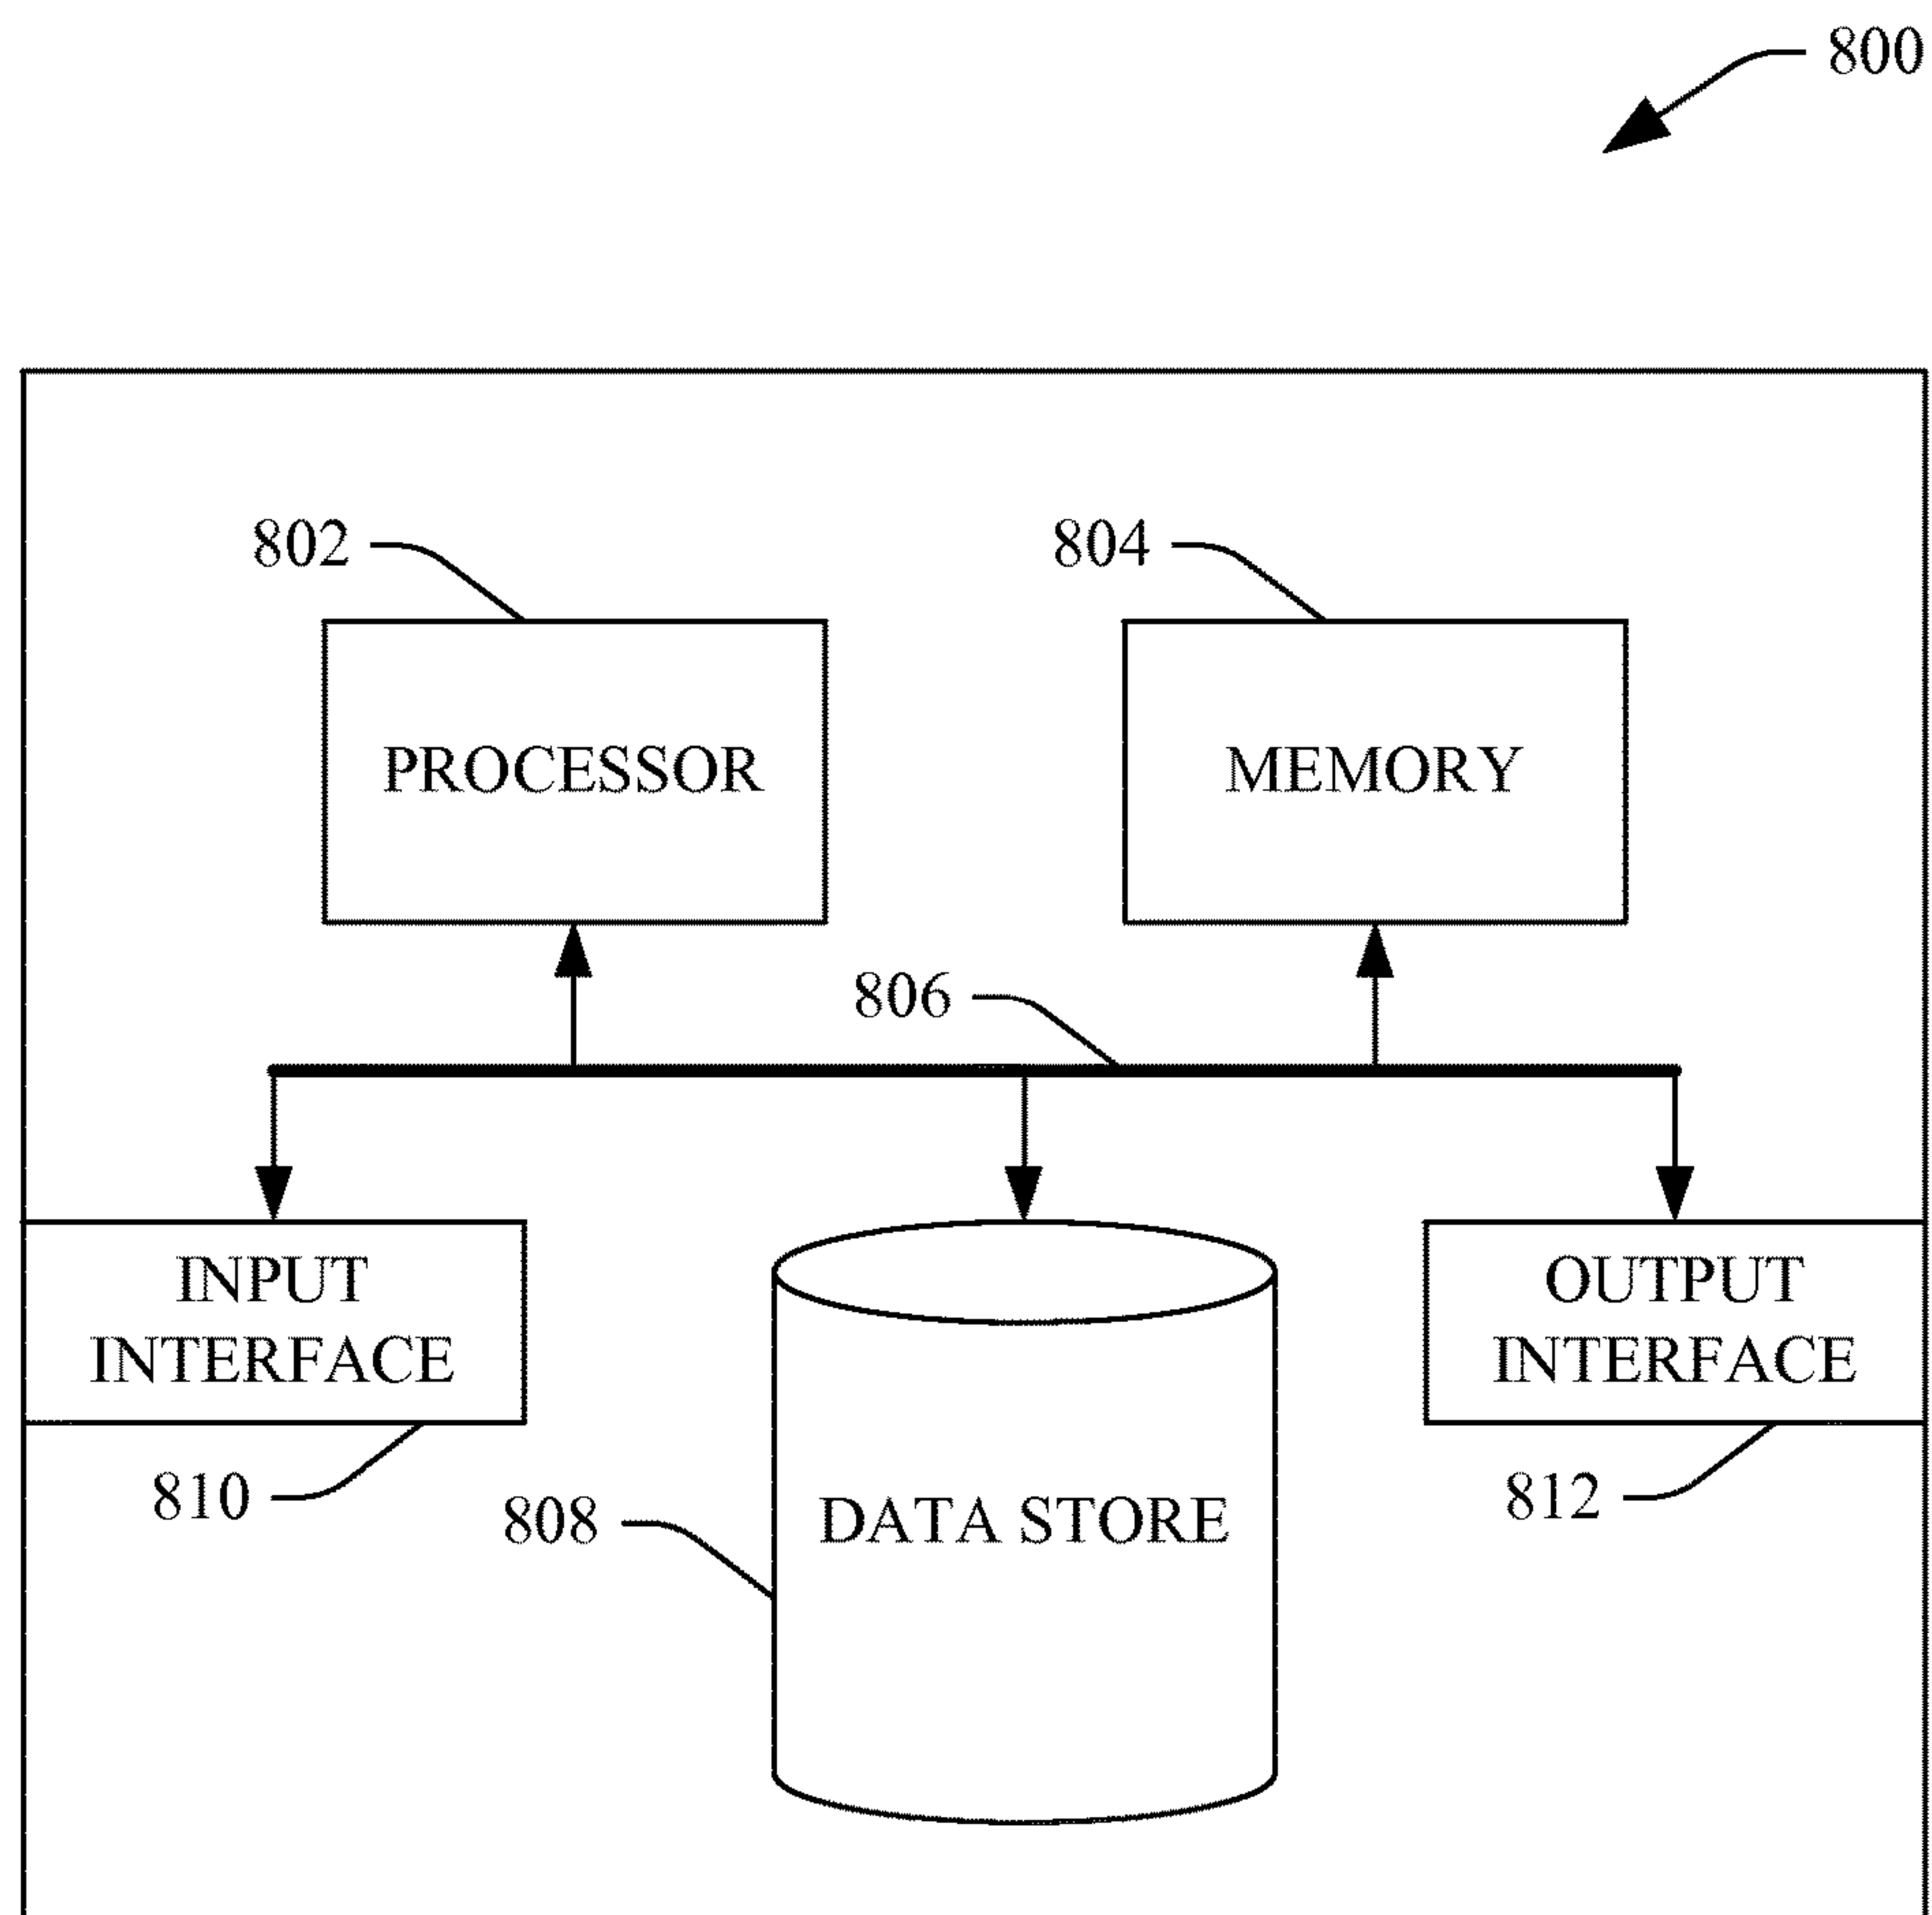 800
802
804
PROCESSOR
MEMORY
806
INPUT
INTERFACE
OUTPUT
INTERFACE
810
808
DATA STORE
812